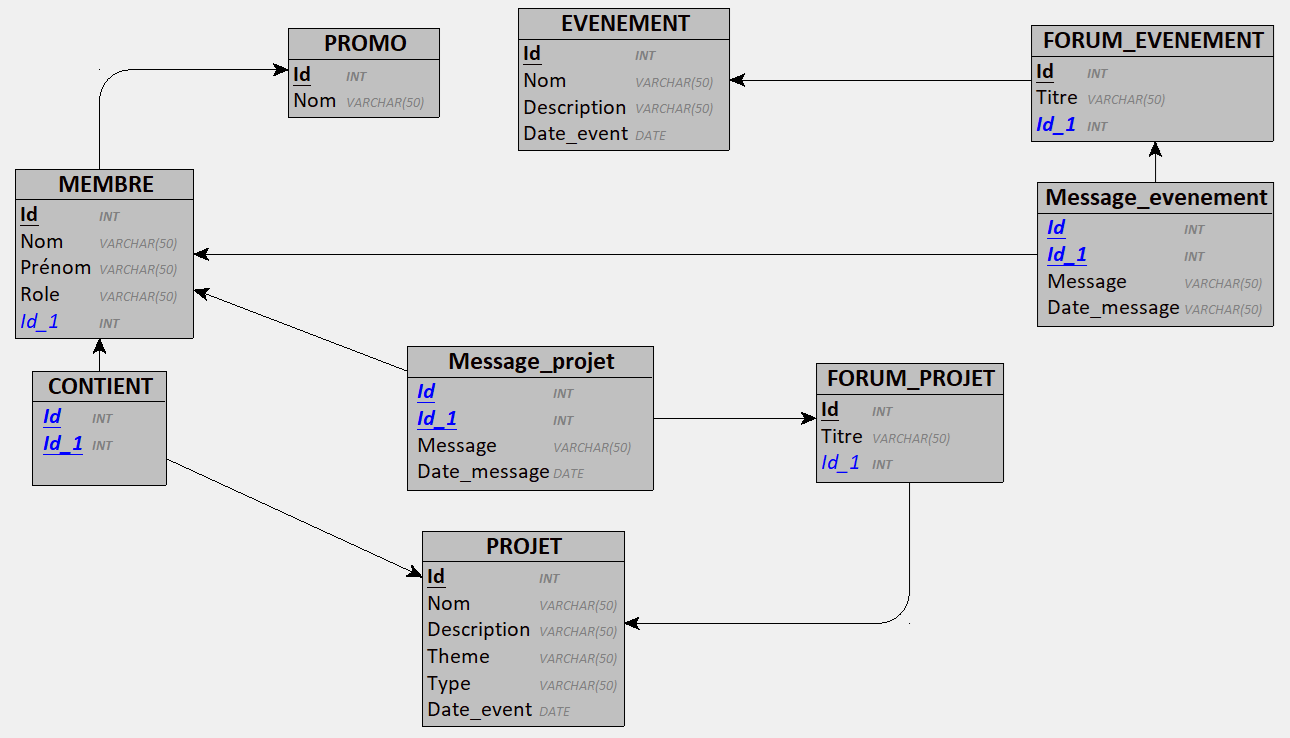 PROMO
Id INT
Nom VARCHAR(50)
EVENEMENT
Id INT
Nom VARCHAR(50)
Description VARCHAR(50)
Date_event DATE
FORUM_EVENEMENT
Id INT
Titre VARCHAR(50)
Id_1 INT
MEMBRE
Id INT
Nom VARCHAR(50)
Prénom VARCHAR(50)
Role VARCHAR(50)
Id_1 INT
Message_evenement
Id INT
Id_1 INT
Message VARCHAR(50)
Date_message VARCHAR(50)
CONTIENT
Id INT
Id_1 INT
Message_projet
Id INT
Id_1 INT
Message VARCHAR(50)
Date_message DATE
FORUM_PROJET
Id INT
Titre VARCHAR(50)
Id_1 INT
PROJET
Id INT
Nom VARCHAR(50)
Description VARCHAR(50)
Theme VARCHAR(50)
Type VARCHAR(50)
Date_event DATE